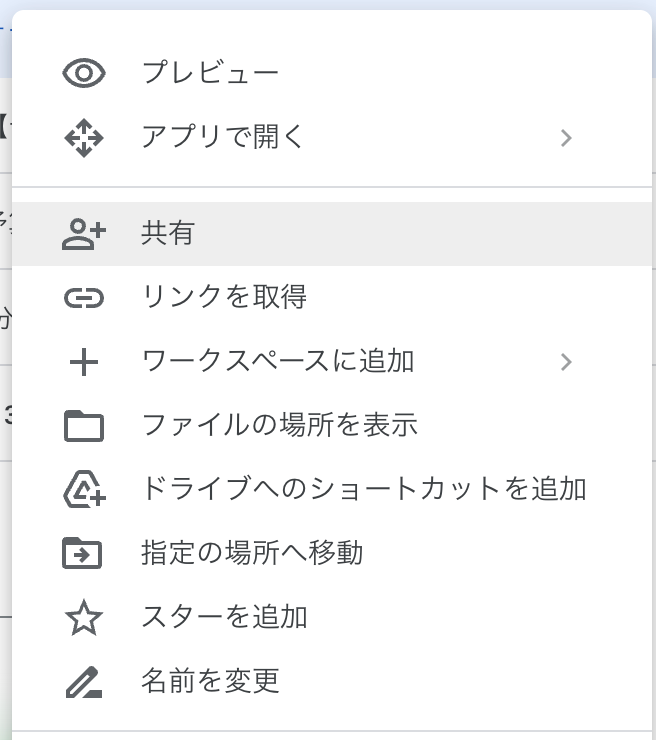 プレビュー
アプリで開く
共有
リンクを取得
ワークスペースに追加
ファイルの場所を表示
ドライブへのショートカットを追加
指定の場所へ移動
スターを追加
名前を変更